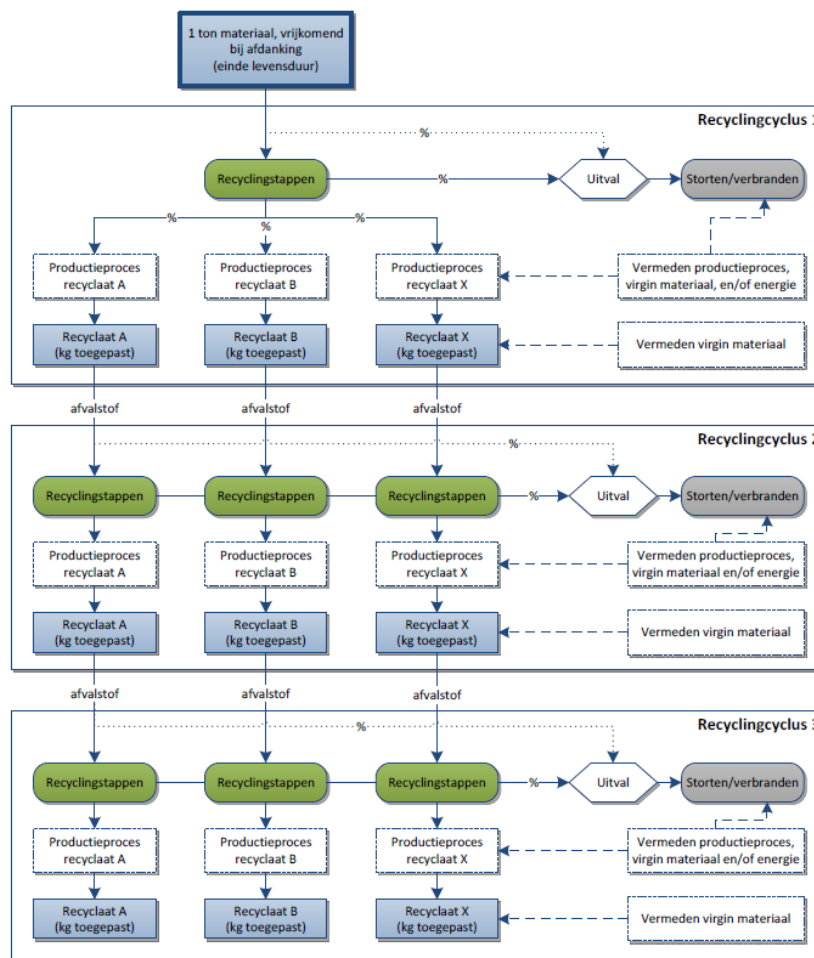 1 ton materiaal, vrijkomend
bij afdanking
(einde levensduur)
Recyclingcyclus 1
%
Recyclingstappen
%
Uitval
Storten/verbranden
%
%
%
Productieproces
recyclaat A
Productieproces
recyclaat B
Productieproces
recyclaat X
Vermeden productieproces,
virgin materiaal, en/of energie
Recyclaat A
(kg toegepast)
Recyclaat B
(kg toegepast)
Recyclaat X
(kg toegepast)
Vermeden virgin materiaal
afvalstof
afvalstof
afvalstof
Recyclingcyclus 2
%
Recyclingstappen
Recyclingstappen
Recyclingstappen
%
Uitval
Storten/verbranden
Productieproces
recyclaat A
Productieproces
recyclaat B
Productieproces
recyclaat X
Vermeden productieproces,
virgin materiaal en/of energie
Recyclaat A
(kg toegepast)
Recyclaat B
(kg toegepast)
Recyclaat X
(kg toegepast)
Vermeden virgin materiaal
afvalstof
afvalstof
afvalstof
Recyclingcyclus 3
%
Recyclingstappen
Recyclingstappen
Recyclingstappen
%
Uitval
Storten/verbranden
Productieproces
recyclaat A
Productieproces
recyclaat B
Productieproces
recyclaat X
Vermeden productieproces,
virgin materiaal en/of energie
Recyclaat A
(kg toegepast)
Recyclaat B
(kg toegepast)
Recyclaat X
(kg toegepast)
Vermeden virgin materiaal